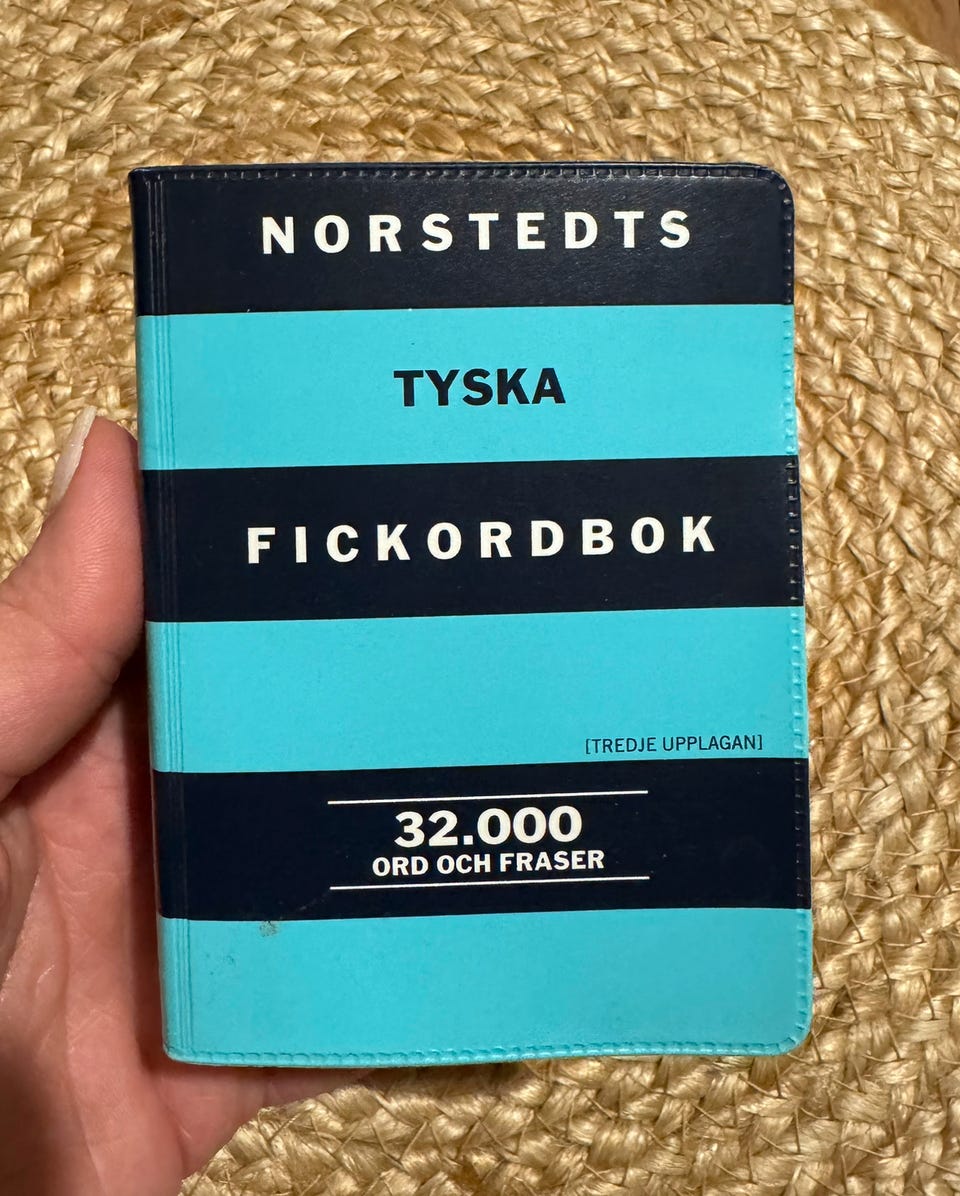 NORSTEDTS
TYSKA
FICKORDBOK
[TREDJE UPPLAGAN]
32.000
ORD OCH FRASER